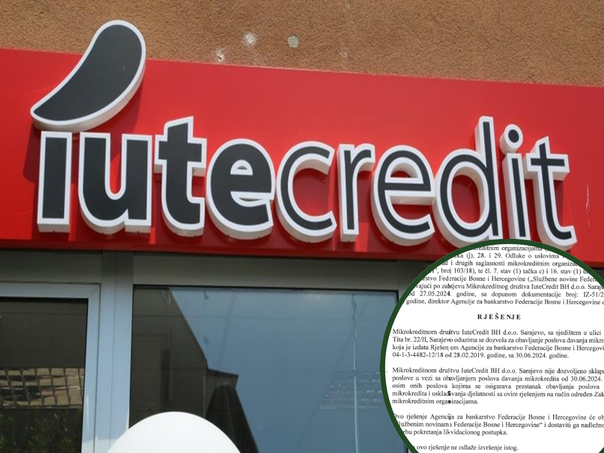 iutecredit
kreditnim organizacijama
(j), 28. i 29. Odluke o uslovima
i drugih saglasnosti mikrokreditnim organiz
broj 103/18), te čl. 7. stav (1) tačka c) i 16. stav (1)
Federacije Bosne i Hercegovine („Službene novine Feder
po zahtjevu Mikrokreditnog društva IuteCredit BH d.o.o. Saraj
od 27.05.2024. godine, sa dopunom dokumentacije broj: IZ-51/2
godine, direktor Agencije za bankarstvo Federacije Bosne i Hercegovine
RJEŠENJE
Mikrokreditnom društvu IuteCredit BH d.o.o. Sarajevo, sa sjedištem u ulici
Tita br. 22/II, Sarajevo oduzima se dozvola za obavljanje poslova davanja mikro
koja je izdata Rješenjem Agencije za bankarstvo Federacije Bosne i Hercegovine
04-1-3-4482-12/18 od 28.02.2019. godine, sa 30.06.2024. godine.
Mikrokreditnom društvu IuteCredit BH d.o.o. Sarajevo nije dozvoljeno sklapa
poslove u vezi sa obavljanjem poslova davanja mikrokredita od 30.06.2024.
osim onih poslova kojima se osigurava prestanak obavljanja poslova
mikrokredita i usklađivanja djelatnosti sa ovim rješenjem na način određen Zak
mikrokreditnim organizacijama.
Ovo rješenje Agencija za bankarstvo Federacije Bosne i Hercegovine će ob
Službenim novinama Federacije Bosne i Hercegovine“ i dostaviti ga nadležno
pokretanja likvidacionog postupka.
ovo rješenje ne odlaže izvršenje istog.